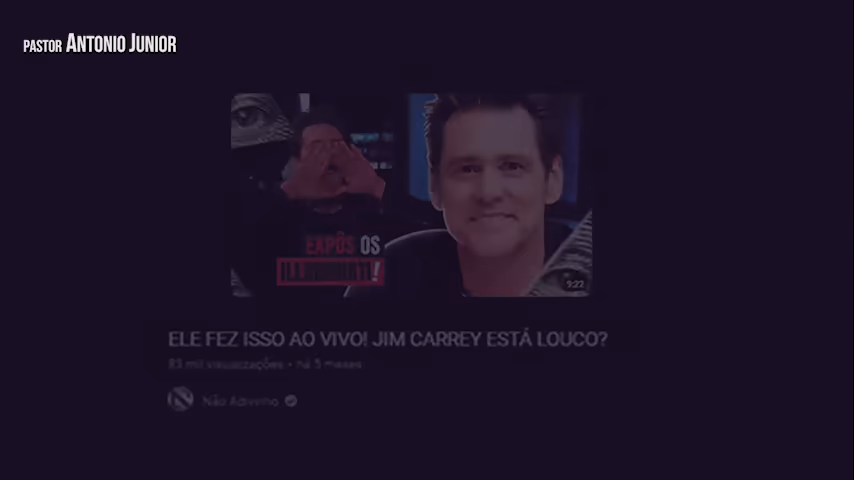 PASTOR ANTONIO JUNIOR
EXPÔS OS
ILLUMINATI!
9:22
ELE FEZ ISSO AO VIVO! JIM CARREY ESTÁ LOUCO?
83 mil visualizações • há 5 meses
Não Adivinho